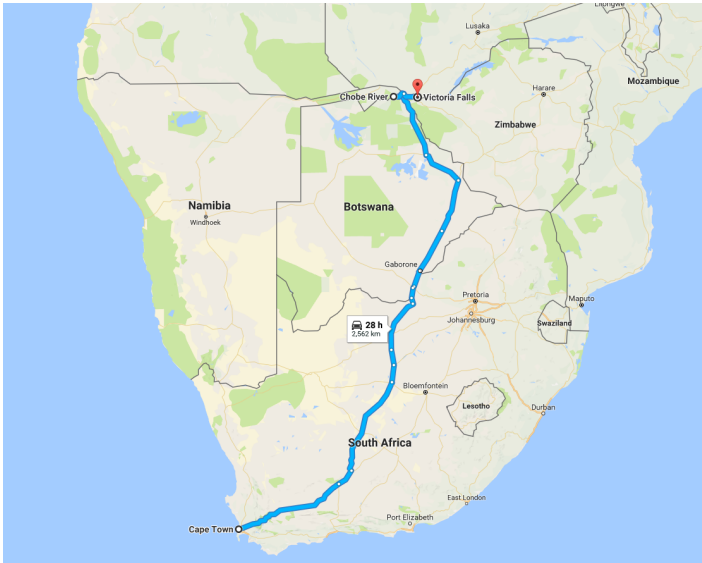 Lilongwe
Lusaka
Mozambique
Harare
Chobe River
Victoria Falls
Zimbabwe
Namibia
Windhoek
Botswana
Gaborone
Pretoria
Maputo
Johannesburg
Swaziland
28 h
2,562 km
Bloemfontein
Lesotho
Durban
South Africa
East London
Port Elizabeth
Cape Town